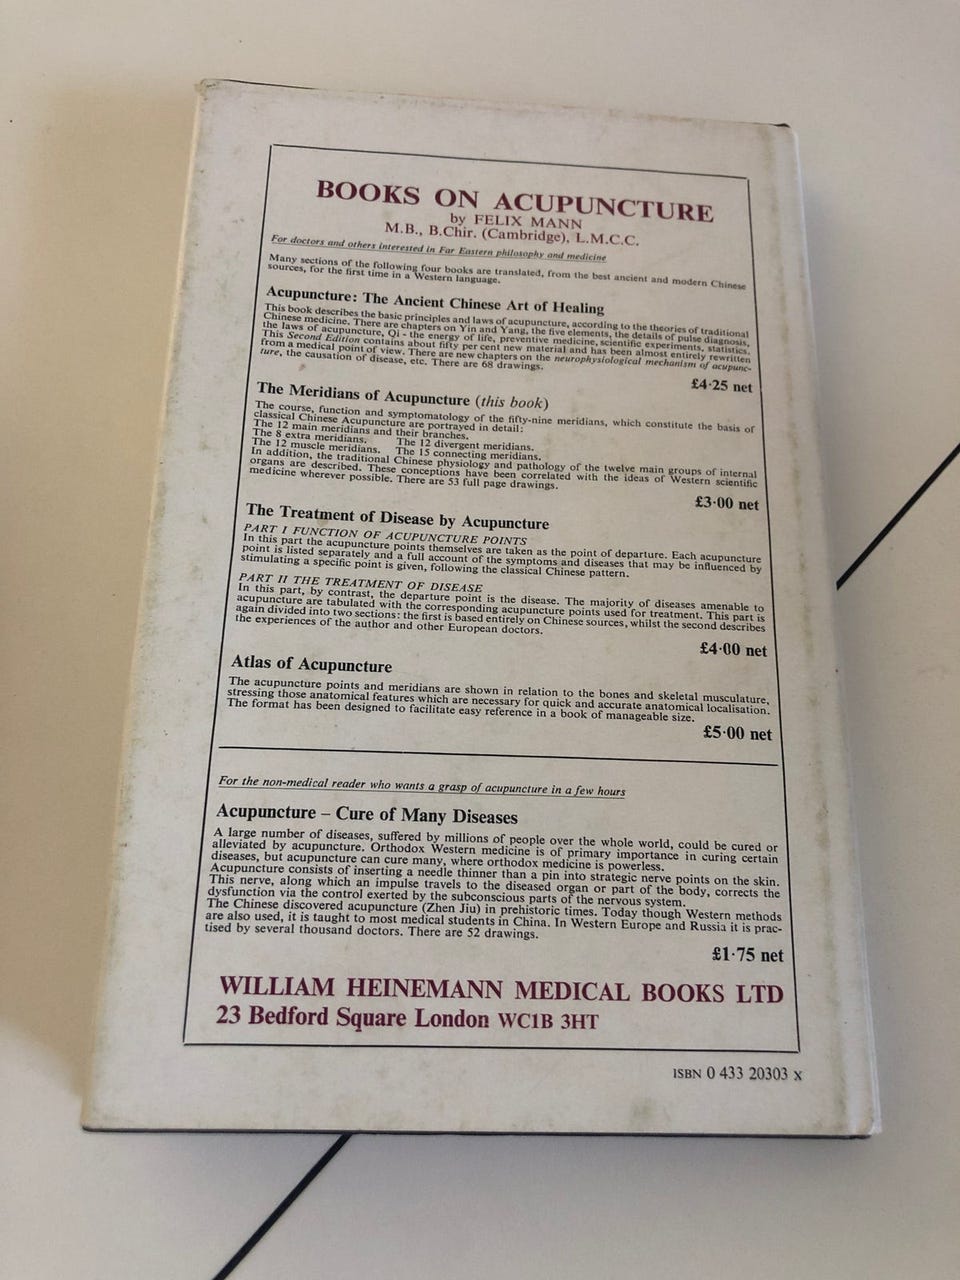 BOOKS ON ACUPUNCTURE
by FELIX MANN
M.B., B.Chir. (Cambridge), L.M.C.C.
For doctors and others interested in Far Eastern philosophy and medicine
Many sections of the following four books are translated, from the best ancient and modern Chinese
sources, for the first time in a Western language.
Acupuncture: The Ancient Chinese Art of Healing
This book describes the basic principles and laws of acupuncture, according to the theories of traditional
Chinese medicine. There are chapters on Yin and Yang, the five elements, the details of pulse diagnosis,
the laws of acupuncture, Qi - the energy of life, preventive medicine, scientific experiments, statistics.
This Second Edition contains about fifty per cent new material and has been almost entirely rewritten
from a medical point of view. There are new chapters on the neurophysiological mechanism of acupunc-
ture, the causation of disease, etc. There are 68 drawings.
£4·25 net
The Meridians of Acupuncture (this book)
The course, function and symptomatology of the fifty-nine meridians, which constitute the basis of
classical Chinese Acupuncture are portrayed in detail:
The 12 main meridians and their branches.
The 8 extra meridians. The 12 divergent meridians.
The 12 muscle meridians. The 15 connecting meridians.
In addition, the traditional Chinese physiology and pathology of the twelve main groups of internal
organs are described. These conceptions have been correlated with the ideas of Western scientific
medicine wherever possible. There are 53 full page drawings.
£3·00 net
The Treatment of Disease by Acupuncture
PART I FUNCTION OF ACUPUNCTURE POINTS
In this part the acupuncture points themselves are taken as the point of departure. Each acupuncture
point is listed separately and a full account of the symptoms and diseases that may be influenced by
stimulating a specific point is given, following the classical Chinese pattern.
PART II THE TREATMENT OF DISEASE
In this part, by contrast, the departure point is the disease. The majority of diseases amenable to
acupuncture are tabulated with the corresponding acupuncture points used for treatment. This part is
again divided into two sections: the first is based entirely on Chinese sources, whilst the second describes
the experiences of the author and other European doctors.
£4·00 net
Atlas of Acupuncture
The acupuncture points and meridians are shown in relation to the bones and skeletal musculature,
stressing those anatomical features which are necessary for quick and accurate anatomical localisation.
The format has been designed to facilitate easy reference in a book of manageable size.
£5·00 net
For the non-medical reader who wants a grasp of acupuncture in a few hours
Acupuncture – Cure of Many Diseases
A large number of diseases, suffered by millions of people over the whole world, could be cured or
alleviated by acupuncture. Orthodox Western medicine is of primary importance in curing certain
diseases, but acupuncture can cure many, where orthodox medicine is powerless.
Acupuncture consists of inserting a needle thinner than a pin into strategic nerve points on the skin.
This nerve, along which an impulse travels to the diseased organ or part of the body, corrects the
dysfunction via the control exerted by the subconscious parts of the nervous system.
The Chinese discovered acupuncture (Zhen Jiu) in prehistoric times. Today though Western methods
are also used, it is taught to most medical students in China. In Western Europe and Russia it is prac-
tised by several thousand doctors. There are 52 drawings.
£1·75 net
WILLIAM HEINEMANN MEDICAL BOOKS LTD
23 Bedford Square London WC1B 3HT
ISBN 0 433 20303 X